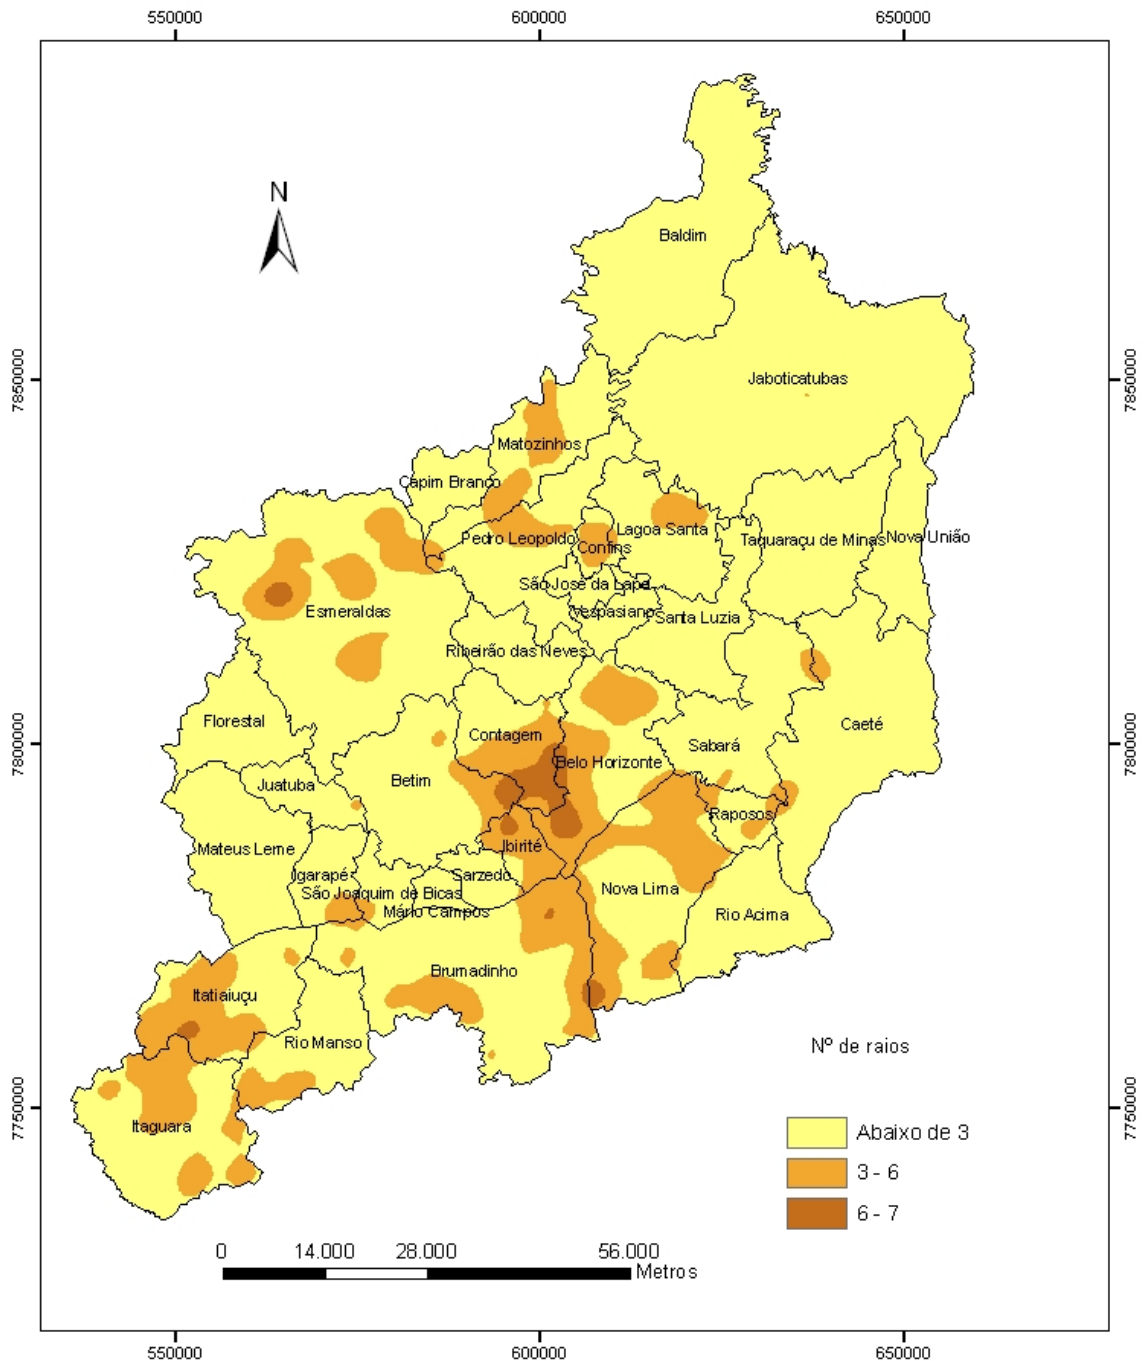 550000 600000 650000
N
Baldim
7850000 7850000
Jaboticatubas
Matozinhos
Capim Branco
Lagoa Santa
Pedro Leopoldo
Taquaraçu de Minas
Nova União
Confins
São José da Lapa
Esmeraldas
Vespasiano
Santa Luzia
Ribeirão das Neves
Florestal
Caeté
Contagem
7800000 7800000
Sabará
Belo Horizonte
Betim
Juatuba
Raposos
Ibirité
Mateus Leme
Igarapé
Sarzedo
Nova Lima
São Joaquim de Bicas
Mário Campos
Rio Acima
Brumadinho
Itatiaiuçu
Rio Manso
Nº de raios
7750000 7750000
Itaguara
Abaixo de 3
3 - 6
6 - 7
0 14.000 28.000 56.000
Metros
550000 600000 650000